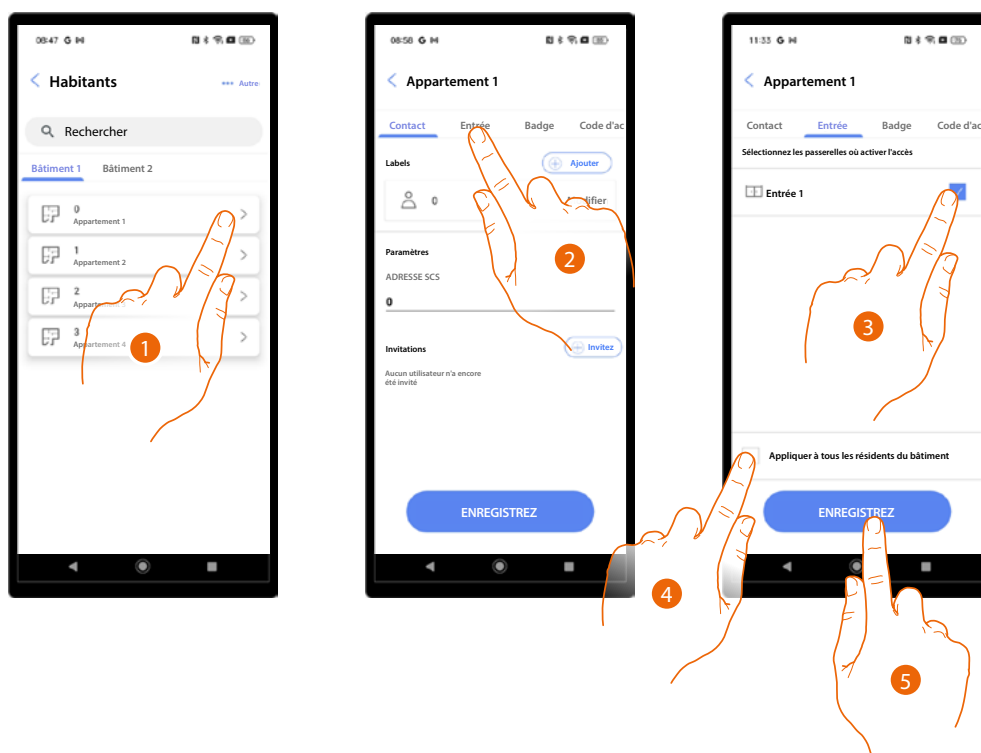 08:47 G
Habitants
Autre
Rechercher
Bâtiment 1 Bâtiment 2
0
Appartement 1
1
Appartement 2
2
3
Appartement 4
1
08:58 G
Appartement 1
Contact Entrée Badge Code d'ac
Labels
Ajouter
0
2
Paramètres
ADRESSE SCS
0
Invitations
Invitez
Aucun utilisateur n'a encore
été invité
ENREGISTREZ
11:33 G
Appartement 1
Contact Entrée Badge Code d'ac
Sélectionnez les passerelles où activer l'accès
Entrée 1
3
Appliquer à tous les résidents du bâtiment
ENREGISTREZ
4
5